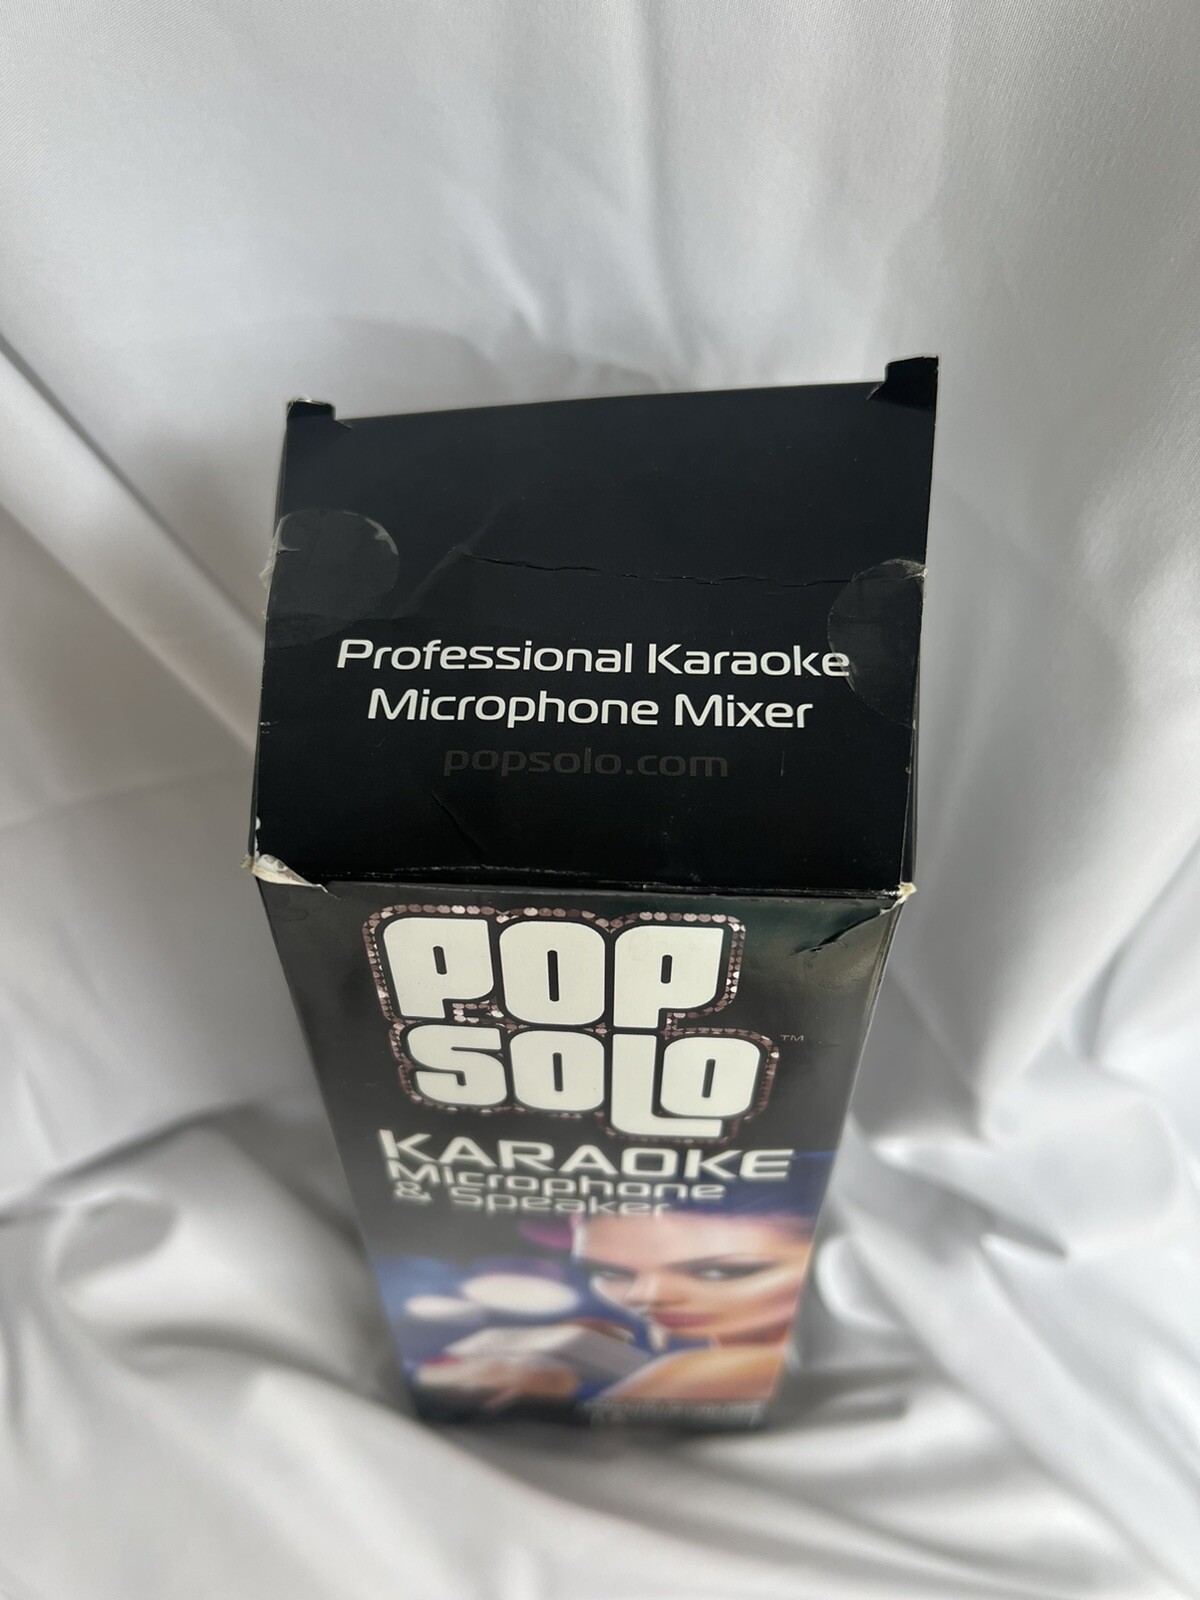 Professional Karaoke
Microphone Mixer
popsolo.com
POP
SOLO
™
KARAOKE
Microphone
& Speaker